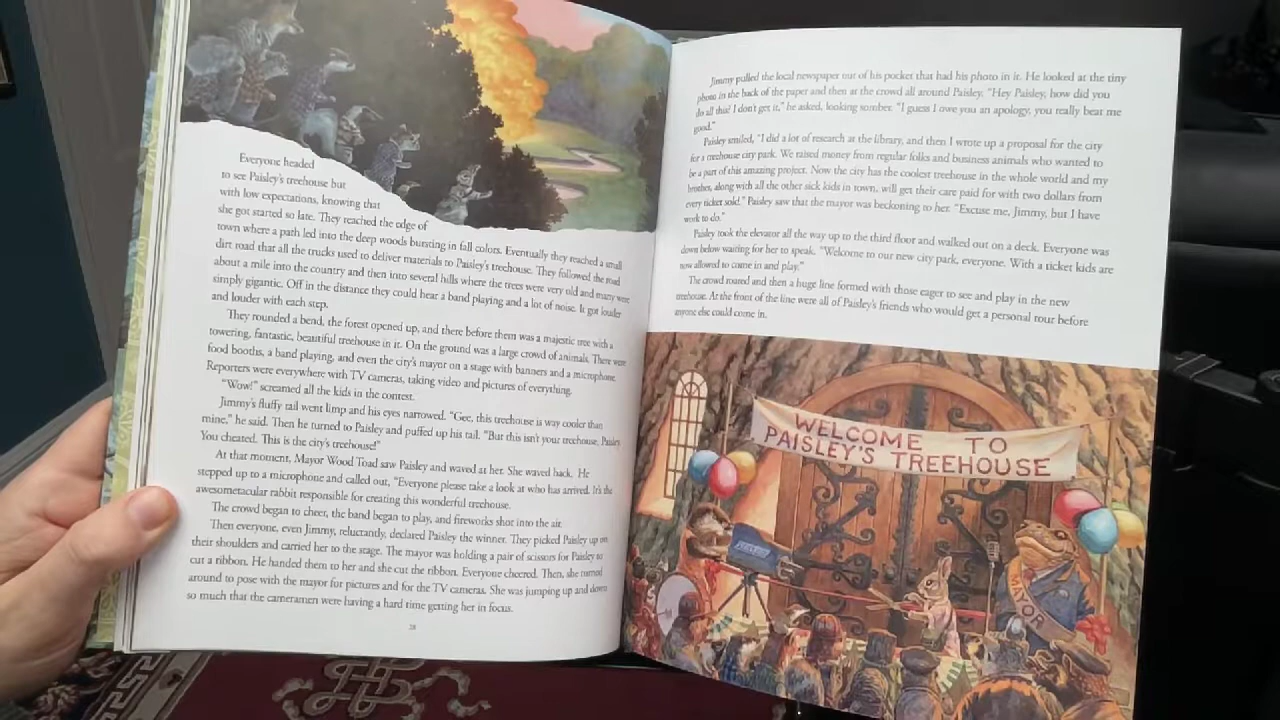 Everyone headed
to see Paisley's treehouse but
with low expectations, knowing that
she got started so late. They reached the edge of
town where a path led into the deep woods bursting in fall colors. Eventually they reached a small
dirt road that all the trucks used to deliver materials to Paisley's treehouse. They followed the road
about a mile into the country and then into several hills where the trees were very old and many were
simply gigantic. Off in the distance they could hear a band playing and a lot of noise. It got louder
and louder with each step.
They rounded a bend, the forest opened up, and there before them was a majestic tree with a
towering, fantastic, beautiful treehouse in it. On the ground was a large crowd of animals. There were
food booths, a band playing, and even the city's mayor on a stage with banners and a microphone.
Reporters were everywhere with TV cameras, taking video and pictures of everything.
"Wow!" screamed all the kids in the contest.
Jimmy's fluffy tail went limp and his eyes narrowed. "Gee, this treehouse is way cooler than
mine," he said. Then he turned to Paisley and puffed up his tail. "But this isn't your treehouse, Paisley.
You cheated. This is the city's treehouse!"
At that moment, Mayor Wood Toad saw Paisley and waved at her. She waved back. He
stepped up to a microphone and called out, "Everyone please take a look at who has arrived. It's the
awesometacular rabbit responsible for creating this wonderful treehouse.
The crowd began to cheer, the band began to play, and fireworks shot into the air.
Then everyone, even Jimmy, reluctantly, declared Paisley the winner. They picked Paisley up on
their shoulders and carried her to the stage. The mayor was holding a pair of scissors for Paisley to
cut a ribbon. He handed them to her and she cut the ribbon. Everyone cheered. Then, she turned
around to pose with the mayor for pictures and for the TV cameras. She was jumping up and down
so much that the cameramen were having a hard time getting her in focus.
28
Jimmy pulled the local newspaper out of his pocket that had his photo in it. He looked at the tiny
photo in the back of the paper and then at the crowd all around Paisley. "Hey Paisley, how did you
do all this? I don't get it," he asked, looking somber. "I guess I owe you an apology, you really beat me
good."
Paisley smiled, "I did a lot of research at the library, and then I wrote up a proposal for the city
for a treehouse city park. We raised money from regular folks and business animals who wanted to
be a part of this amazing project. Now the city has the coolest treehouse in the whole world and my
brother, along with all the other sick kids in town, will get their care paid for with two dollars from
every ticket sold." Paisley saw that the mayor was beckoning to her. "Excuse me, Jimmy, but I have
work to do."
Paisley took the elevator all the way up to the third floor and walked out on a deck. Everyone was
down below waiting for her to speak. "Welcome to our new city park, everyone. With a ticket kids are
now allowed to come in and play."
The crowd roared and then a huge line formed with those eager to see and play in the new
treehouse. At the front of the line were all of Paisley's friends who would get a personal tour before
anyone else could come in.
WELCOME TO
PAISLEY'S TREEHOUSE
MAYOR